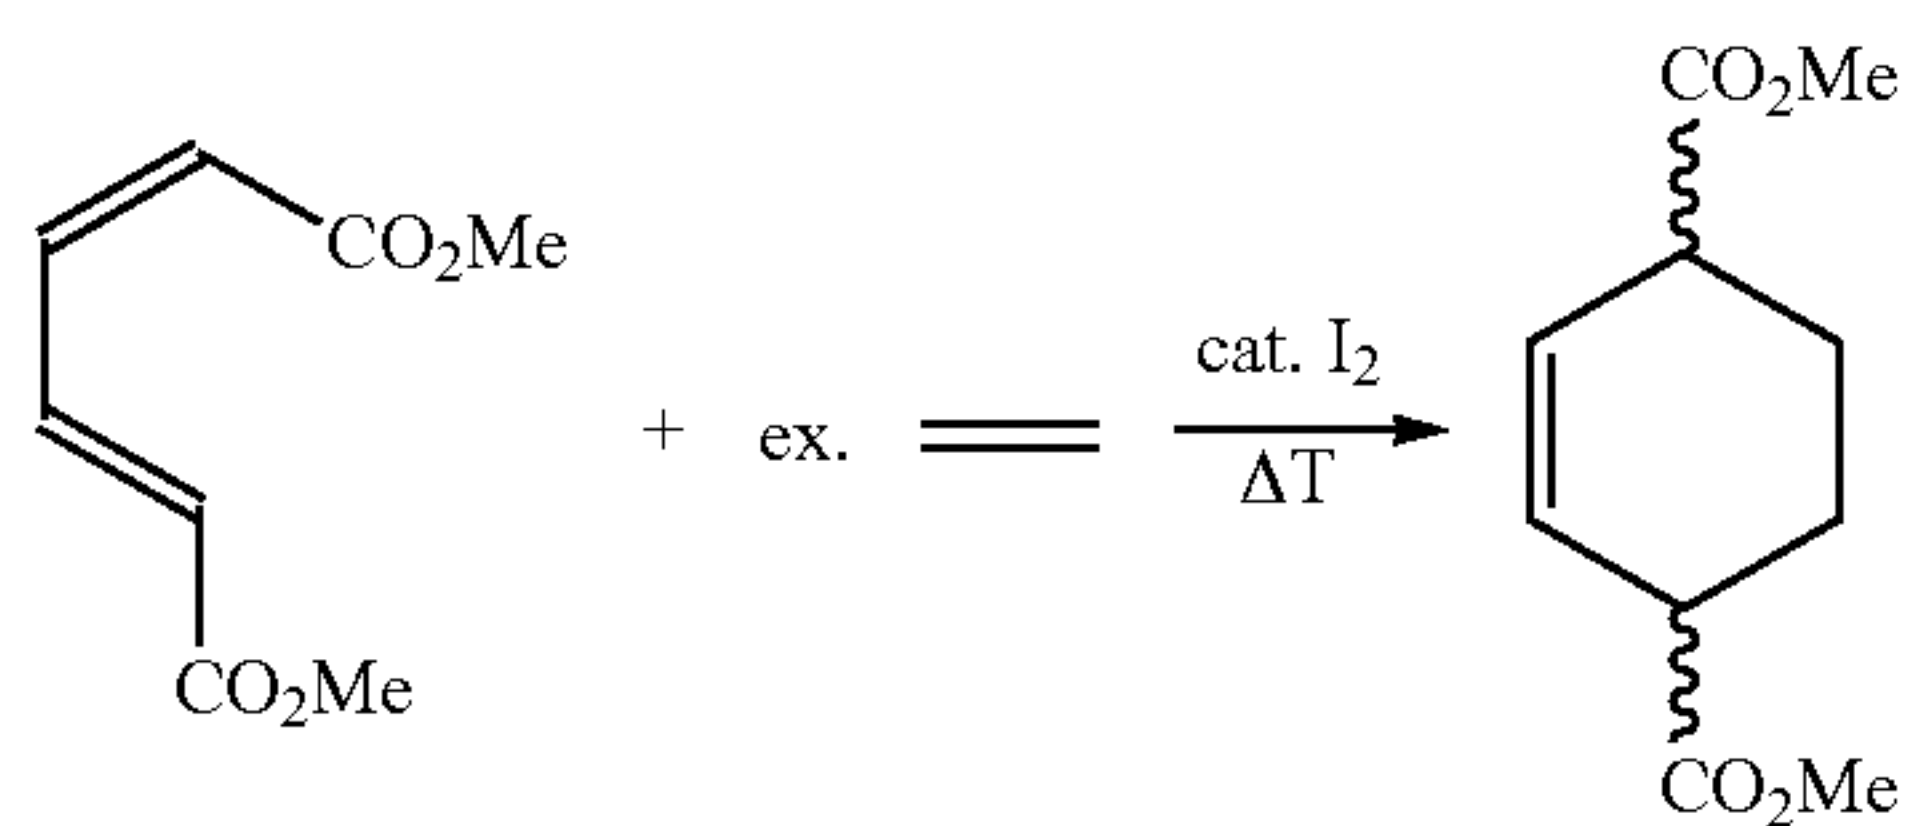 CO₂Me
CO₂Me
+ ex.
cat. I₂
ΔT
CO₂Me
CO₂Me